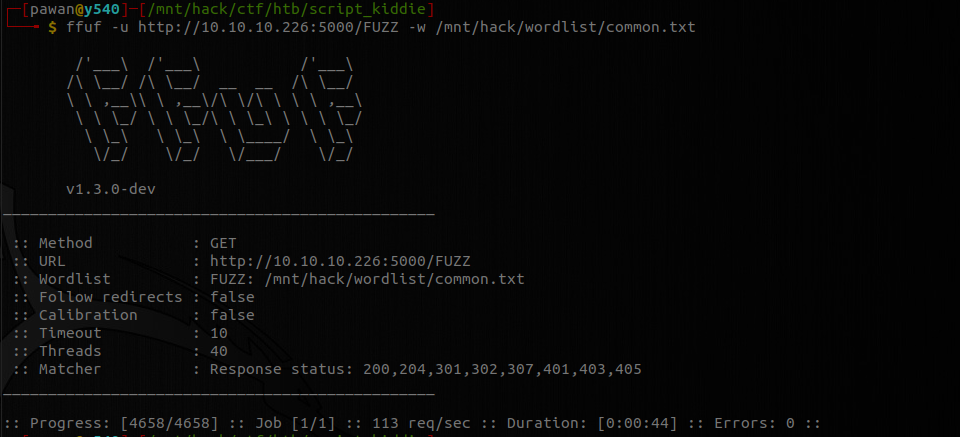 ┌─[pawan@y540]─[/mnt/hack/ctf/htb/script_kiddie]
└──╼ $ ffuf -u http://10.10.10.226:5000/FUZZ -w /mnt/hack/wordlist/common.txt
        /'___\  /'___\           /'___\
       /\ \__/ /\ \__/  __  __  /\ \__/
       \ \ ,__\\ \ ,__\/\ \/\ \ \ \ ,__\
        \ \ \_/ \ \ \_/\ \ \_\ \ \ \ \_/
         \ \_\   \ \_\  \ \____/  \ \_\
          \/_/    \/_/   \/___/    \/_/
       v1.3.0-dev
________________________________________________
 :: Method           : GET
 :: URL              : http://10.10.10.226:5000/FUZZ
 :: Wordlist         : FUZZ: /mnt/hack/wordlist/common.txt
 :: Follow redirects : false
 :: Calibration      : false
 :: Timeout          : 10
 :: Threads          : 40
 :: Matcher          : Response status: 200,204,301,302,307,401,403,405
________________________________________________
:: Progress: [4658/4658] :: Job [1/1] :: 113 req/sec :: Duration: [0:00:44] :: Errors: 0 ::